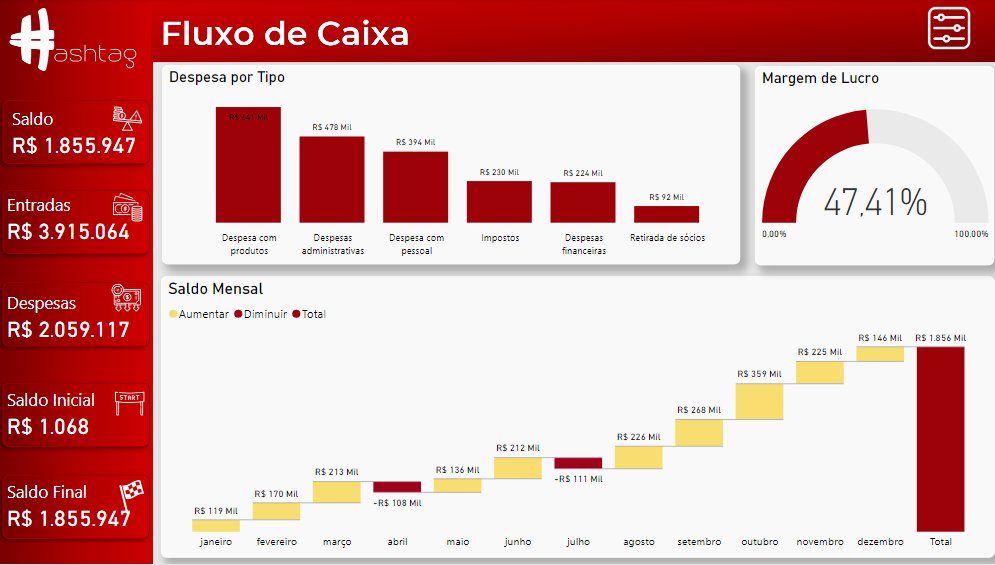 Hashtag
Fluxo de Caixa
Saldo
R$ 1.855.947
Entradas
R$ 3.915.064
Despesas
R$ 2.059.117
Saldo Inicial
START
R$ 1.068
Saldo Final
R$ 1.855.947
Despesa por Tipo
R$ 641 Mil
R$ 478 Mil
R$ 394 Mil
R$ 230 Mil
R$ 224 Mil
R$ 92 Mil
Despesa com
produtos
Despesas
administrativas
Despesa com
pessoal
Impostos
Despesas
financeiras
Retirada de sócios
Margem de Lucro
47,41%
0,00%
100,00%
Saldo Mensal
Aumentar Diminuir Total
R$ 119 Mil
R$ 170 Mil
R$ 213 Mil
-R$ 108 Mil
R$ 136 Mil
R$ 212 Mil
-R$ 111 Mil
R$ 226 Mil
R$ 268 Mil
R$ 359 Mil
R$ 225 Mil
R$ 146 Mil
R$ 1.856 Mil
janeiro fevereiro março abril maio junho julho agosto setembro outubro novembro dezembro Total